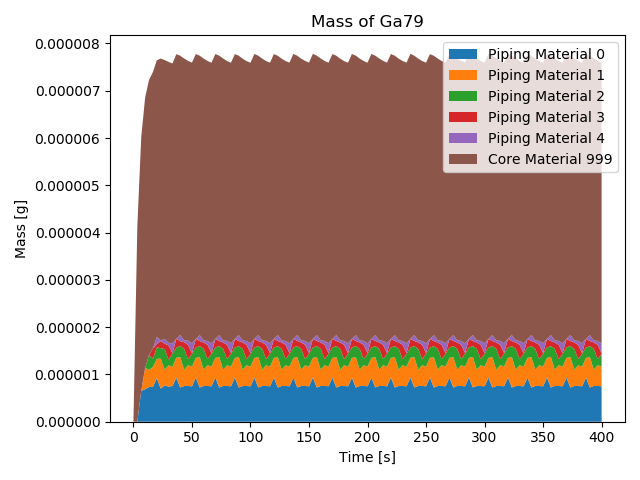 Mass of Ga79
Mass [g]
0.000008
0.000007
0.000006
0.000005
0.000004
0.000003
0.000002
0.000001
0.000000
Piping Material 0
Piping Material 1
Piping Material 2
Piping Material 3
Piping Material 4
Core Material 999
0 50 100 150 200 250 300 350 400
Time [s]